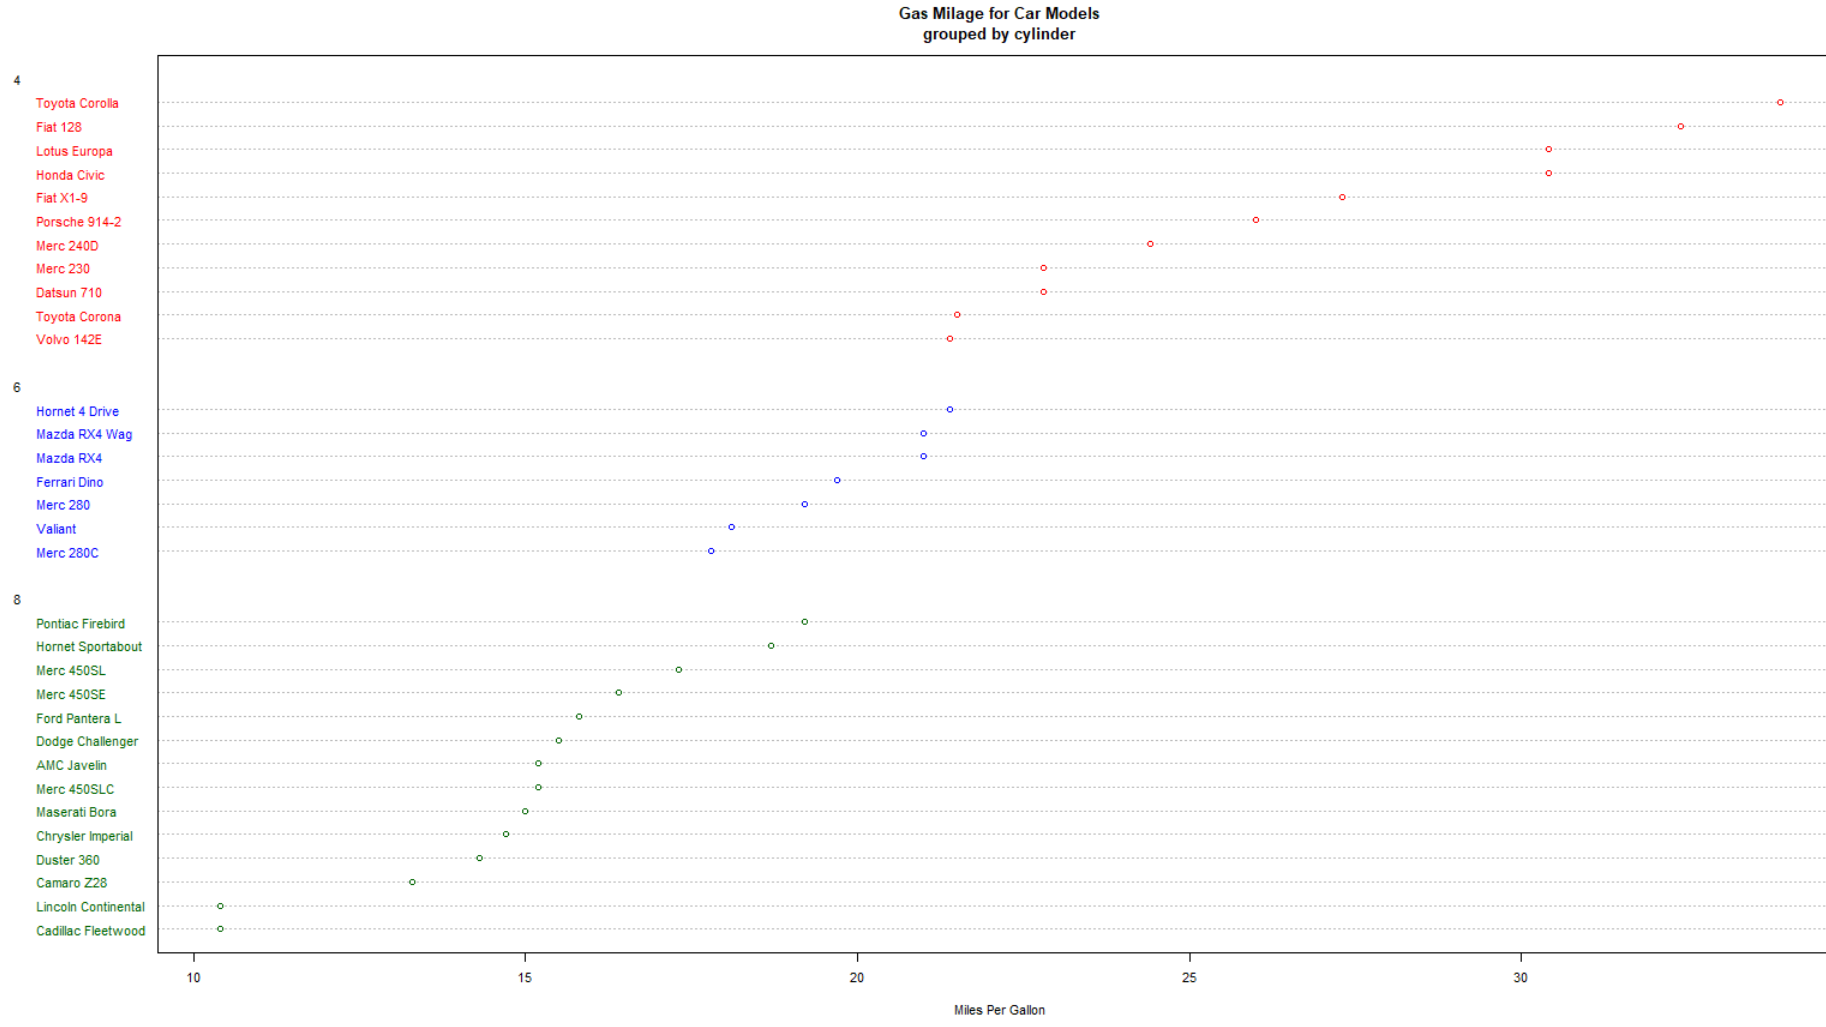 Gas Milage for Car Models
grouped by cylinder
4
Toyota Corolla
Fiat 128
Lotus Europa
Honda Civic
Fiat X1-9
Porsche 914-2
Merc 240D
Merc 230
Datsun 710
Toyota Corona
Volvo 142E
6
Hornet 4 Drive
Mazda RX4 Wag
Mazda RX4
Ferrari Dino
Merc 280
Valiant
Merc 280C
8
Pontiac Firebird
Hornet Sportabout
Merc 450SL
Merc 450SE
Ford Pantera L
Dodge Challenger
AMC Javelin
Merc 450SLC
Maserati Bora
Chrysler Imperial
Duster 360
Camaro Z28
Lincoln Continental
Cadillac Fleetwood
10 15 20 25 30
Miles Per Gallon